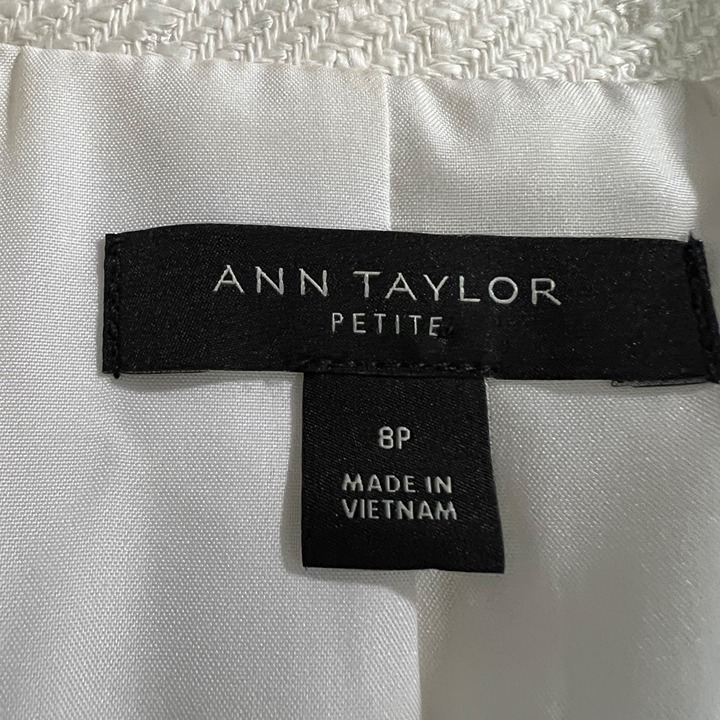 ANN TAYLOR
PETITE
8P
MADE IN
VIETNAM